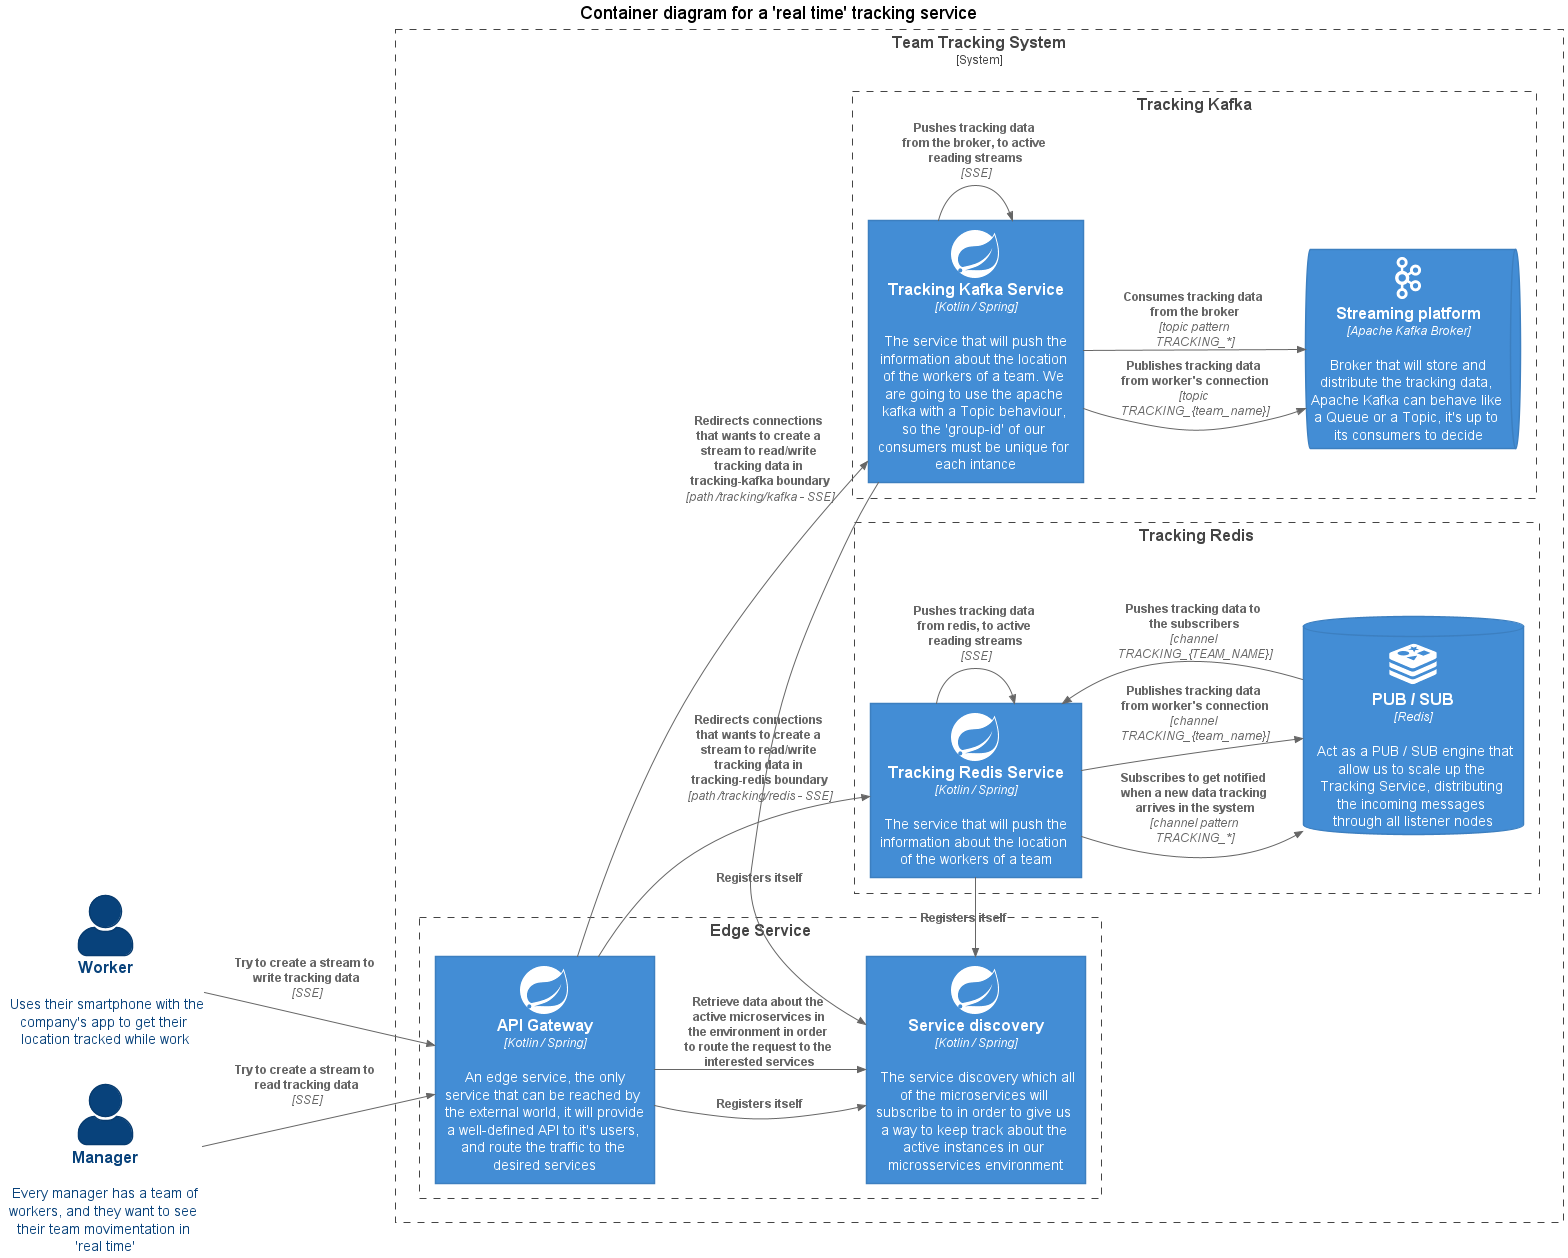 Container diagram for a 'real time' tracking service
Team Tracking System
[System]
Tracking Kafka
Pushes tracking data
from the broker, to active
reading streams
[SSE]
Tracking Kafka Service
[Kotlin / Spring]
The service that will push the
information about the location
of the workers of a team. We
are going to use the apache
kafka with a Topic behaviour,
so the 'group-id' of our
consumers must be unique for
each intance
Consumes tracking data
from the broker
[topic pattern
TRACKING_*]
Publishes tracking data
from worker's connection
[topic
TRACKING_{team_name}]
Streaming platform
[Apache Kafka Broker]
Broker that will store and
distribute the tracking data,
Apache Kafka can behave like
a Queue or a Topic, it's up to
its consumers to decide
Redirects connections
that wants to create a
stream to read/write
tracking data in
tracking-kafka boundary
[path /tracking/kafka - SSE]
Tracking Redis
Pushes tracking data
from redis, to active
reading streams
[SSE]
Tracking Redis Service
[Kotlin / Spring]
The service that will push the
information about the location
of the workers of a team
Pushes tracking data to
the subscribers
[channel
TRACKING_{TEAM_NAME}]
Publishes tracking data
from worker's connection
[channel
TRACKING_{team_name}]
Subscribes to get notified
when a new data tracking
arrives in the system
[channel pattern
TRACKING_*]
PUB / SUB
[Redis]
Act as a PUB / SUB engine that
allow us to scale up the
Tracking Service, distributing
the incoming messages
through all listener nodes
Redirects connections
that wants to create a
stream to read/write
tracking data in
tracking-redis boundary
[path /tracking/redis - SSE]
Registers itself
Registers itself
Edge Service
Worker
Uses their smartphone with the
company's app to get their
location tracked while work
Try to create a stream to
write tracking data
[SSE]
Manager
Every manager has a team of
workers, and they want to see
their team movimentation in
'real time'
Try to create a stream to
read tracking data
[SSE]
API Gateway
[Kotlin / Spring]
An edge service, the only
service that can be reached by
the external world, it will provide
a well-defined API to it's users,
and route the traffic to the
desired services
Retrieve data about the
active microservices in
the environment in order
to route the request to the
interested services
Registers itself
Service discovery
[Kotlin / Spring]
The service discovery which all
of the microservices will
subscribe to in order to give us
a way to keep track about the
active instances in our
microsservices environment